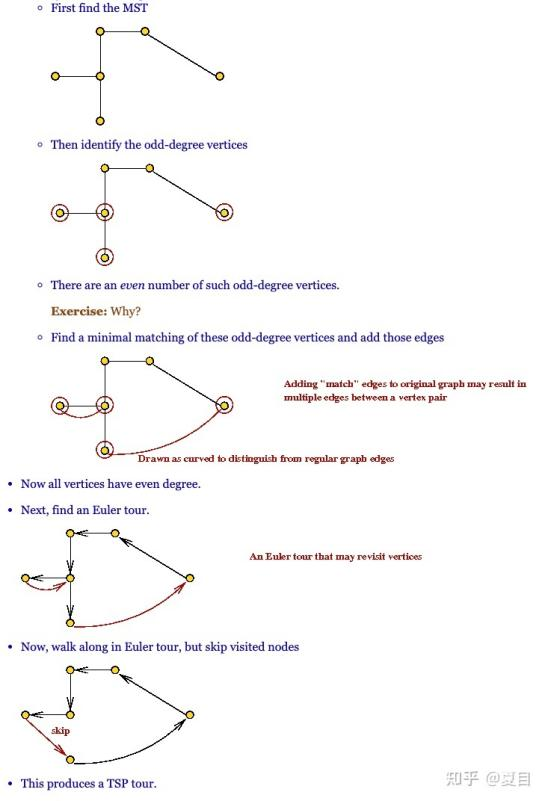 First find the MST
Then identify the odd-degree vertices
There are an even number of such odd-degree vertices.
Exercise: Why?
Find a minimal matching of these odd-degree vertices and add those edges
Adding "match" edges to original graph may result in
multiple edges between a vertex pair
Drawn as curved to distinguish from regular graph edges
Now all vertices have even degree.
Next, find an Euler tour.
An Euler tour that may revisit vertices
Now, walk along in Euler tour, but skip visited nodes
skip
This produces a TSP tour.
知乎 @夏目